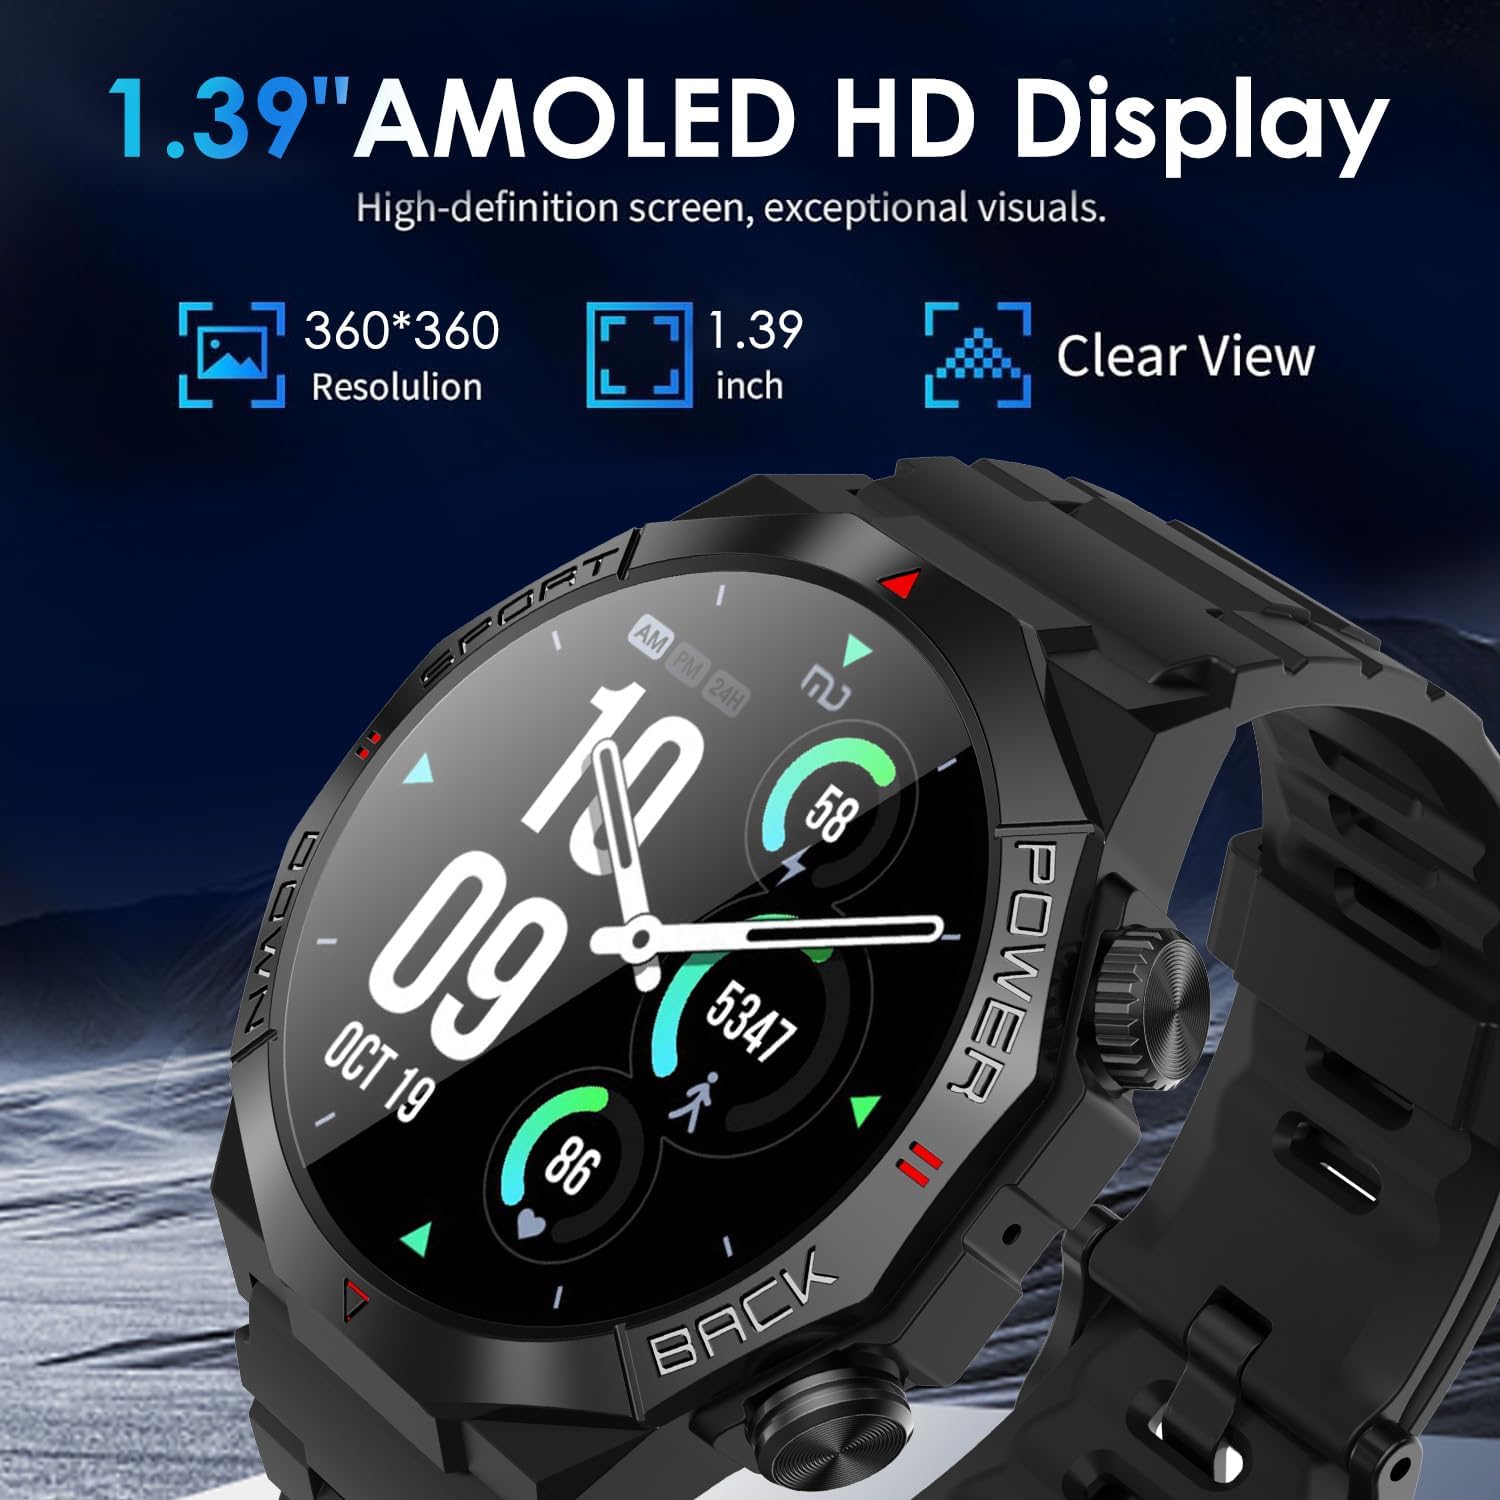 1.39"AMOLED HD Display
High-definition screen, exceptional visuals.
360*360
Resolulion
1.39
inch
Clear View
SPORT
AM PM 24H
10
58
DOWN
POWER
09
5347
OCT 19
86
BACK